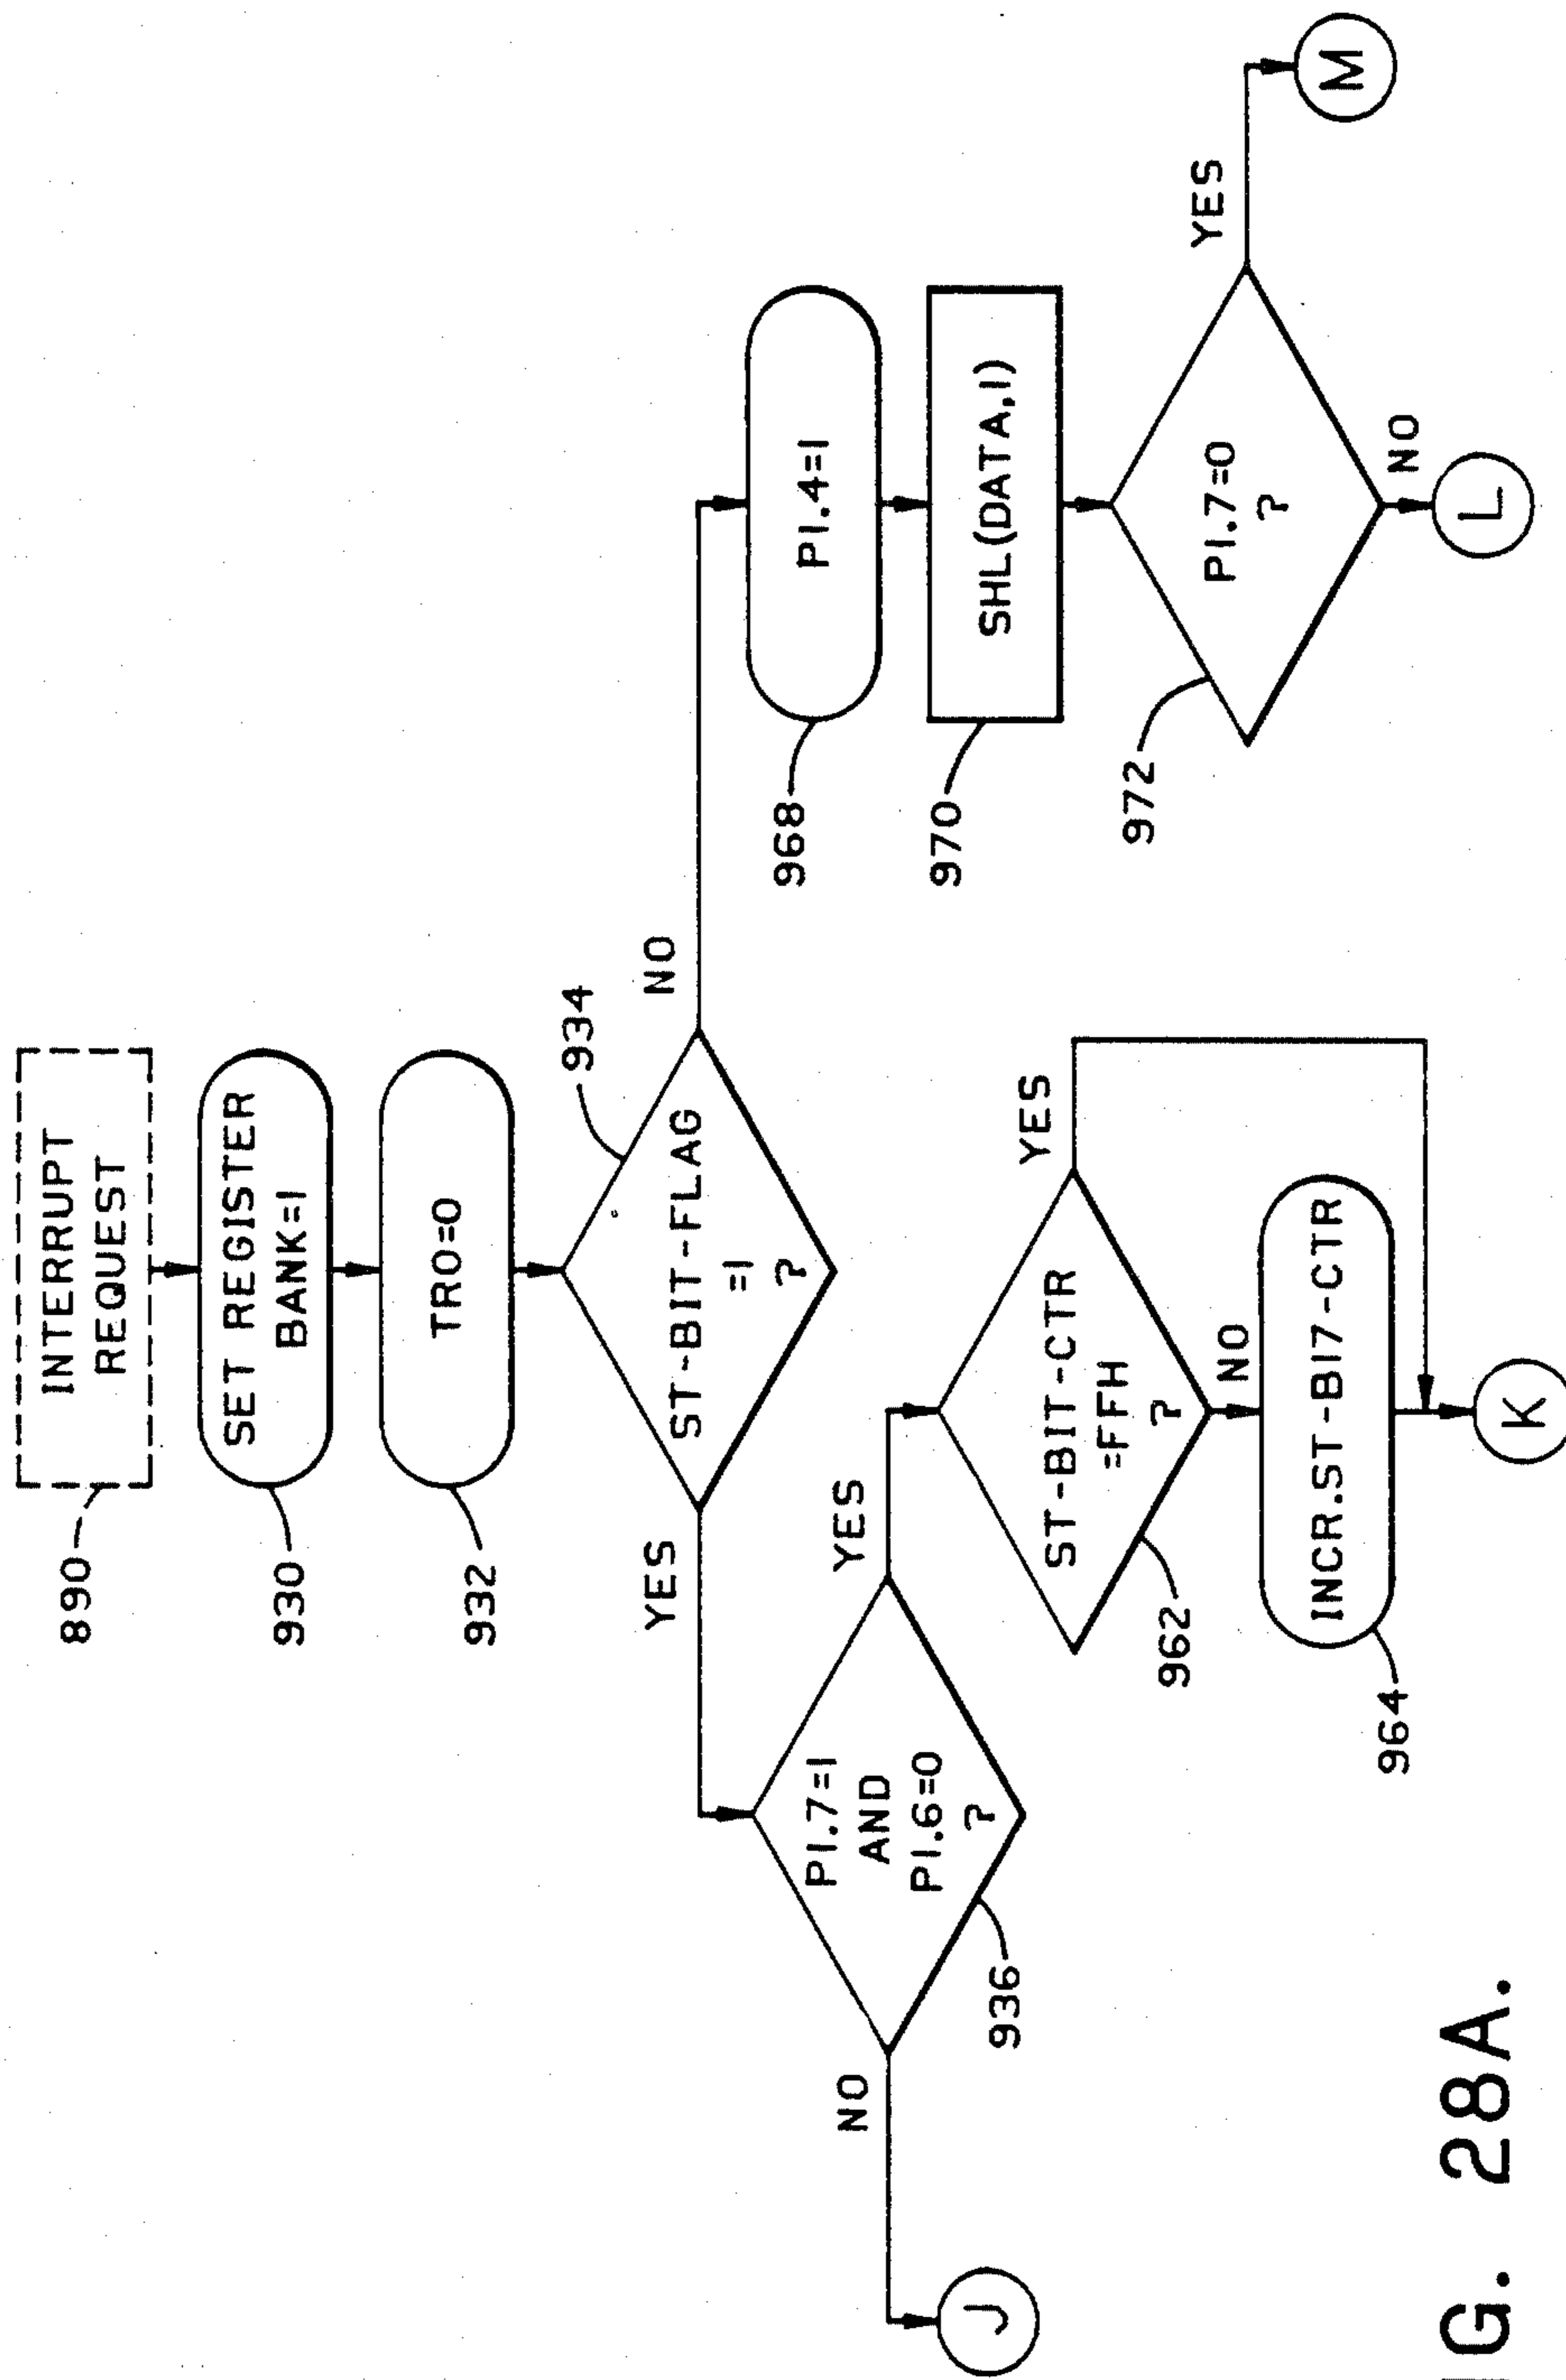 INTERRUPT
REQUEST
890
SET REGISTER
BANK=1
930
TR0=0
932
ST-BIT-FLAG
=1
?
934
YES
NO
P1.7=1
AND
P1.6=0
?
936
NO
YES
J
ST-BIT-CTR
=FFH
?
962
YES
NO
INCR.ST-BI7-CTR
964
K
P1.4=1
968
SHL(DATA,1)
970
P1.7=0
?
972
YES
NO
M
L
G. 28A.